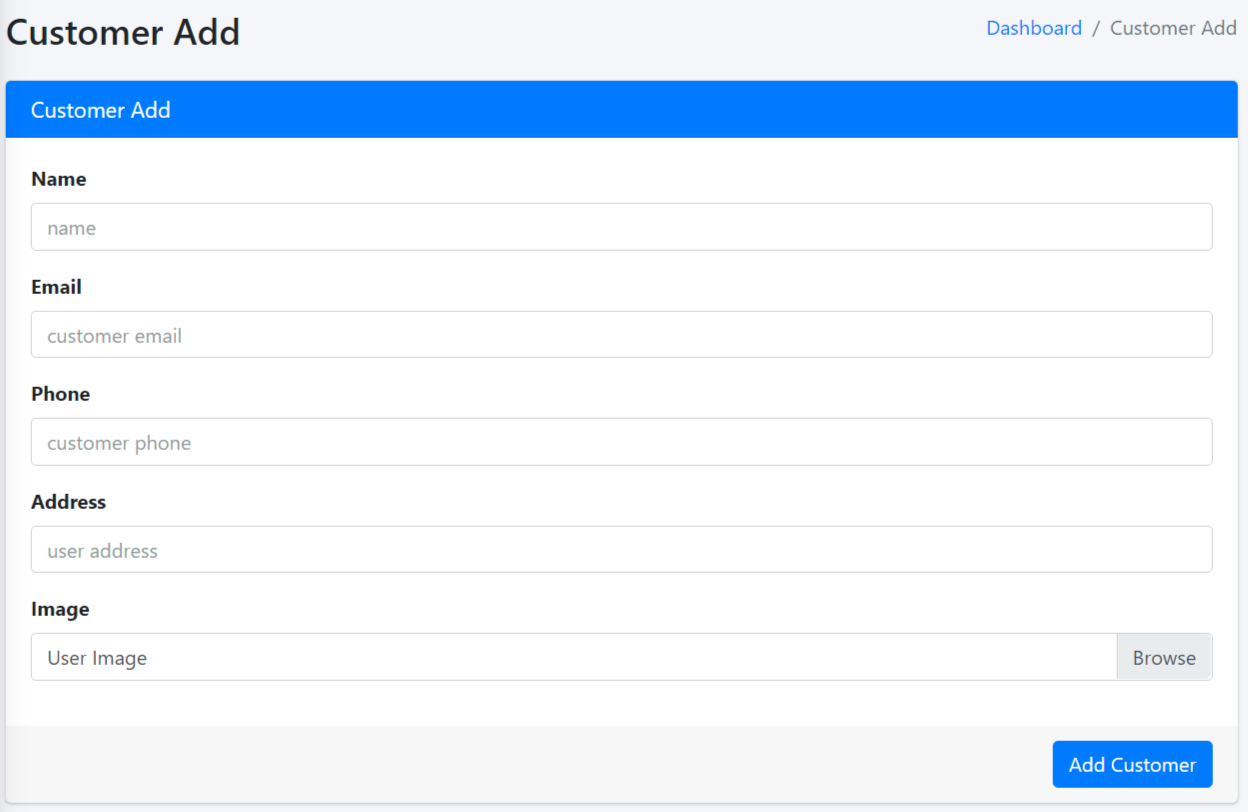 Customer Add
Dashboard / Customer Add
Customer Add
Name
name
Email
customer email
Phone
customer phone
Address
user address
Image
User Image Browse
Add Customer